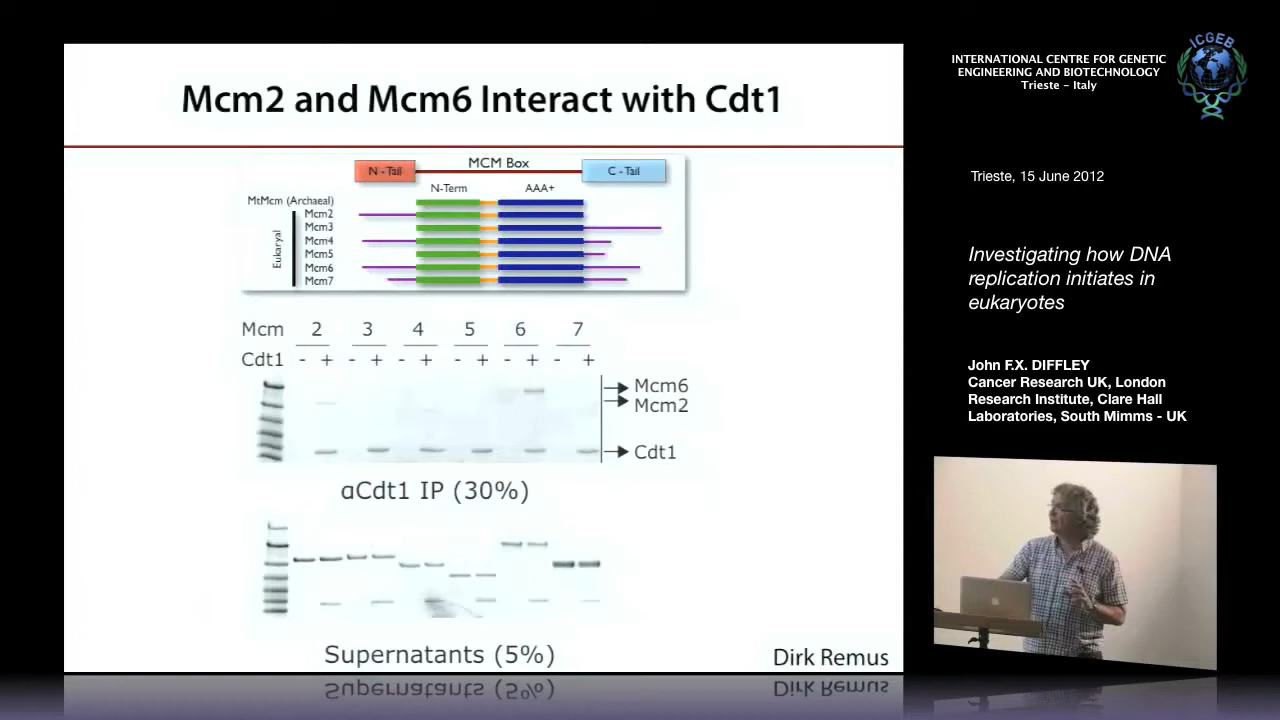 Mcm2 and Mcm6 Interact with Cdt1
N - Tail
MCM Box
C - Tail
N-Term
AAA+
MtMcm (Archaeal)
Eukaryal
Mcm2
Mcm3
Mcm4
Mcm5
Mcm6
Mcm7
Mcm 2 3 4 5 6 7
Cdt1 - + - + - + - + - + - +
Mcm6
Mcm2
Cdt1
αCdt1 IP (30%)
Supernatants (5%)
Dirk Remus
INTERNATIONAL CENTRE FOR GENETIC
ENGINEERING AND BIOTECHNOLOGY
Trieste - Italy
ICGEB
Trieste, 15 June 2012
Investigating how DNA
replication initiates in
eukaryotes
John F.X. DIFFLEY
Cancer Research UK, London
Research Institute, Clare Hall
Laboratories, South Mimms - UK